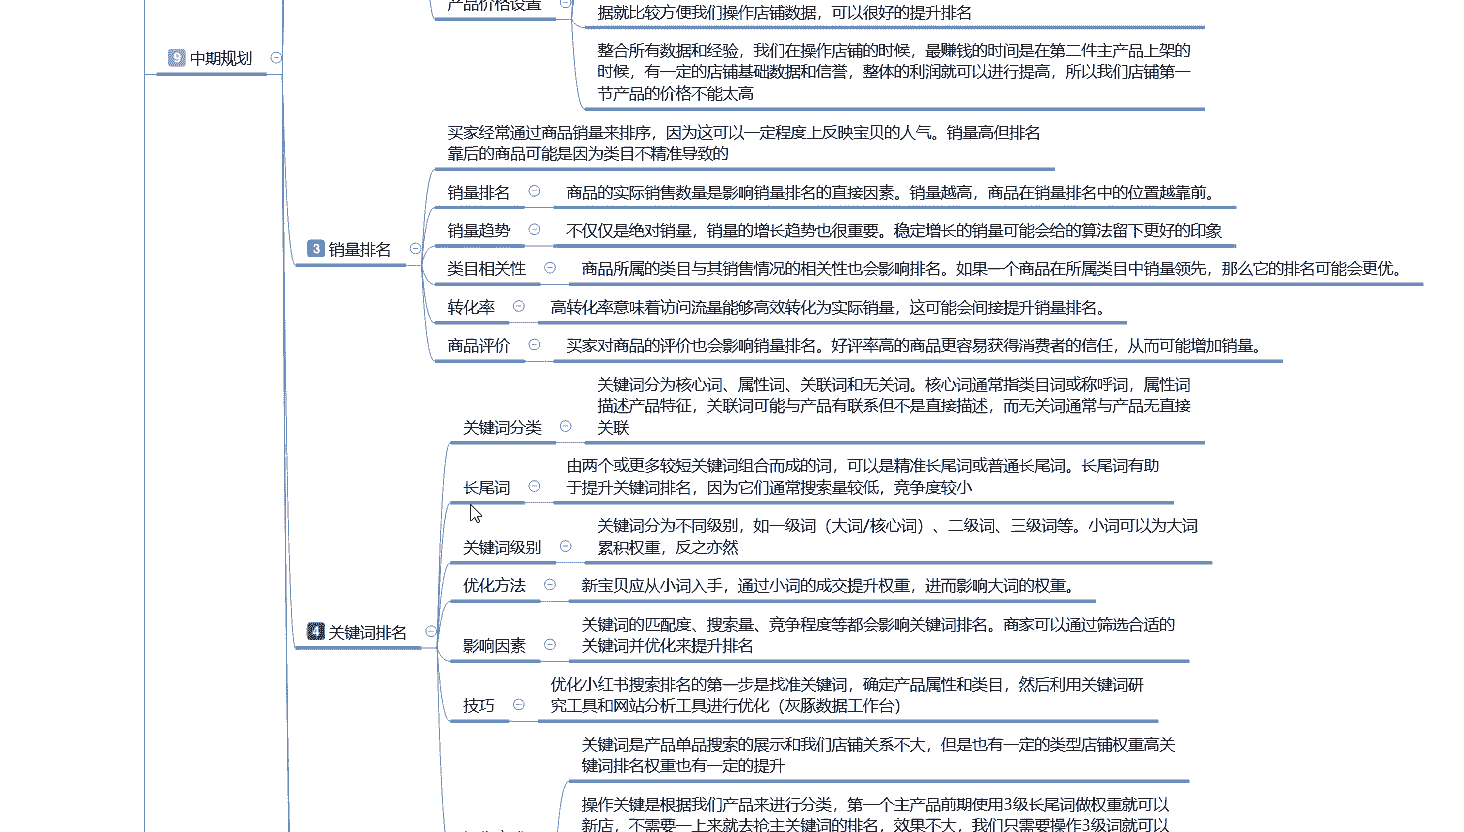 产品价格设置
据就比较方便我们操作店铺数据，可以很好的提升排名
9 中期规划
整合所有数据和经验，我们在操作店铺的时候，最赚钱的时间是在第二件主产品上架的
时候，有一定的店铺基础数据和信誉，整体的利润就可以进行提高，所以我们店铺第一
节产品的价格不能太高
买家经常通过商品销量来排序，因为这可以一定程度上反映宝贝的人气。销量高但排名
靠后的商品可能是因为类目不精准导致的
销量排名
商品的实际销售数量是影响销量排名的直接因素。销量越高，商品在销量排名中的位置越靠前。
销量趋势
不仅仅是绝对销量，销量的增长趋势也很重要。稳定增长的销量可能会给的算法留下更好的印象
3 销量排名
类目相关性
商品所属的类目与其销售情况的相关性也会影响排名。如果一个商品在所属类目中销量领先，那么它的排名可能会更优。
转化率
高转化率意味着访问流量能够高效转化为实际销量，这可能会间接提升销量排名。
商品评价
买家对商品的评价也会影响销量排名。好评率高的商品更容易获得消费者的信任，从而可能增加销量。
关键词分为核心词、属性词、关联词和无关词。核心词通常指类目词或称呼词，属性词
描述产品特征，关联词可能与产品有联系但不是直接描述，而无关词通常与产品无直接
关键词分类
关联
由两个或更多较短关键词组合而成的词，可以是精准长尾词或普通长尾词。长尾词有助
长尾词
于提升关键词排名，因为它们通常搜索量较低，竞争度较小
关键词分为不同级别，如一级词（大词/核心词）、二级词、三级词等。小词可以为大词
关键词级别
累积权重，反之亦然
优化方法
新宝贝应从小词入手，通过小词的成交提升权重，进而影响大词的权重。
4 关键词排名
关键词的匹配度、搜索量、竞争程度等都会影响关键词排名。商家可以通过筛选合适的
影响因素
关键词并优化来提升排名
优化小红书搜索排名的第一步是找准关键词，确定产品属性和类目，然后利用关键词研
技巧
究工具和网站分析工具进行优化（灰豚数据工作台）
关键词是产品单品搜索的展示和我们店铺关系不大，但是也有一定的类型店铺权重高关
键词排名权重也有一定的提升
操作关键是根据我们产品来进行分类，第一个主产品前期使用3级长尾词做权重就可以
新店，不需要一上来就去抢主关键词的排名，效果不大，我们只需要操作3级词就可以